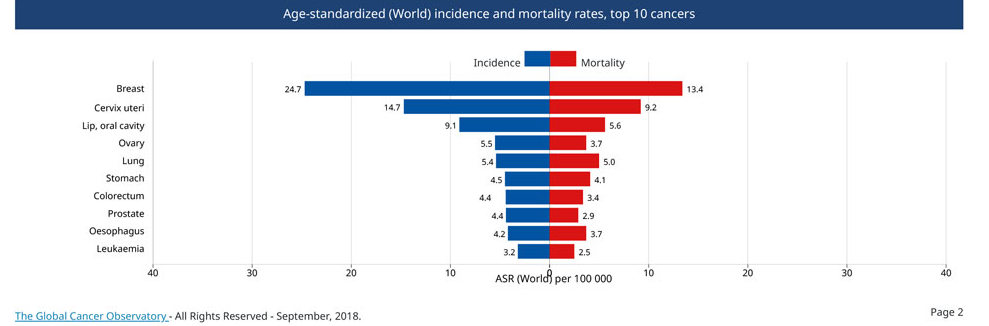 Age-standardized (World) incidence and mortality rates, top 10 cancers
Incidence Mortality
Breast 24.7 13.4
Cervix uteri 14.7 9.2
Lip, oral cavity 9.1 5.6
Ovary 5.5 3.7
Lung 5.4 5.0
Stomach 4.5 4.1
Colorectum 4.4 3.4
Prostate 4.4 2.9
Oesophagus 4.2 3.7
Leukaemia 3.2 2.5
40 30 20 10 0 10 20 30 40
ASR (World) per 100 000
The Global Cancer Observatory - All Rights Reserved - September, 2018.
Page 2